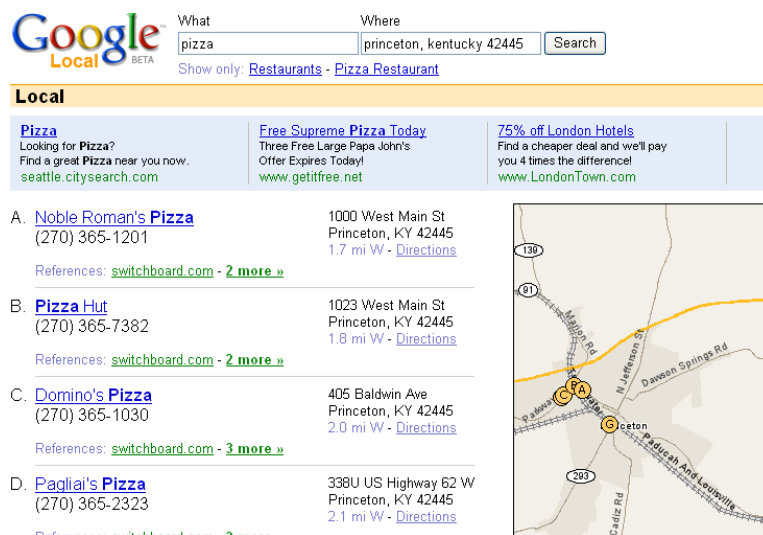 Google
Local BETA
What Where
pizza princeton, kentucky 42445 Search
Show only: Restaurants - Pizza Restaurant
Local
Pizza
Looking for Pizza?
Find a great Pizza near you now.
seattle.citysearch.com
Free Supreme Pizza Today
Three Free Large Papa John's
Offer Expires Today!
www.getitfree.net
75% off London Hotels
Find a cheaper deal and we'll pay
you 4 times the difference!
www.LondonTown.com
A. Noble Roman's Pizza
(270) 365-1201
1000 West Main St
Princeton, KY 42445
1.7 mi W - Directions
References: switchboard.com - 2 more »
B. Pizza Hut
(270) 365-7382
1023 West Main St
Princeton, KY 42445
1.8 mi W - Directions
References: switchboard.com - 2 more »
C. Domino's Pizza
(270) 365-1030
405 Baldwin Ave
Princeton, KY 42445
2.0 mi W - Directions
References: switchboard.com - 3 more »
D. Pagliai's Pizza
(270) 365-2323
338U US Highway 62 W
Princeton, KY 42445
2.1 mi W - Directions
139
91
Marion Rd
N Jefferson St
Dawson Springs Rd
B
A
C
Parkway
G
ceton
Paducah And Louisville
293
Cadiz Rd